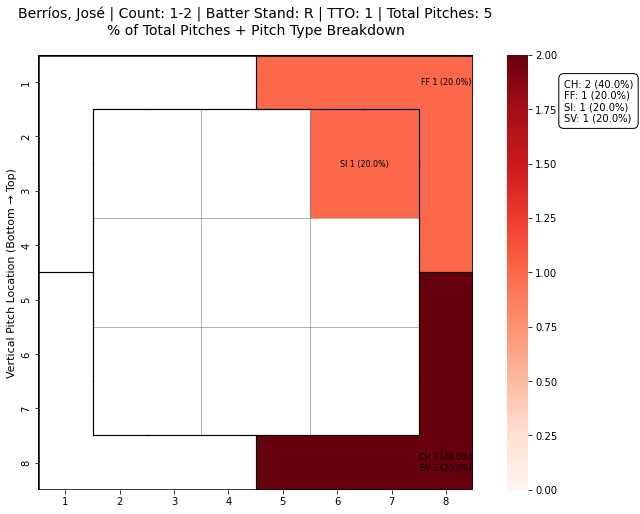 Berríos, José | Count: 1-2 | Batter Stand: R | TTO: 1 | Total Pitches: 5
% of Total Pitches + Pitch Type Breakdown
Vertical Pitch Location (Bottom → Top)
1
2
3
4
5
6
7
8
FF 1 (20.0%)
SI 1 (20.0%)
CH 2 (40.0%)
SV 1 (20.0%)
1 2 3 4 5 6 7 8
2.00
1.75
1.50
1.25
1.00
0.75
0.50
0.25
0.00
CH: 2 (40.0%)
FF: 1 (20.0%)
SI: 1 (20.0%)
SV: 1 (20.0%)